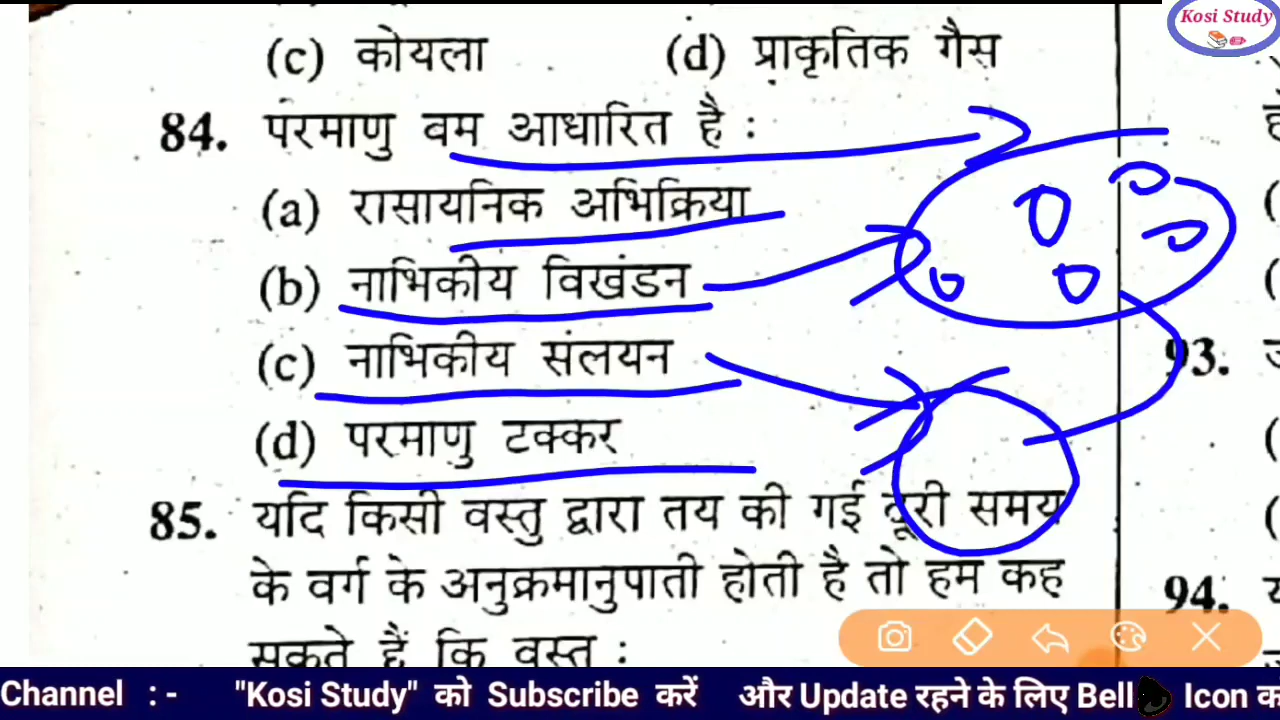 Kosi Study
(c) कोयला (d) प्राकृतिक गैस
84. परमाणु वम आधारित है :
(a) रासायनिक अभिक्रिया
(b) नाभिकीय विखंडन
(c) नाभिकीय संलयन
(d) परमाणु टक्कर
85. यदि किसी वस्तु द्वारा तय की गई दूरी समय
के वर्ग के अनुक्रमानुपाती होती है तो हम कह
सकते हैं कि वस्तु :
93.
94.
Channel : - "Kosi Study" को Subscribe करें और Update रहने के लिए Bell Icon